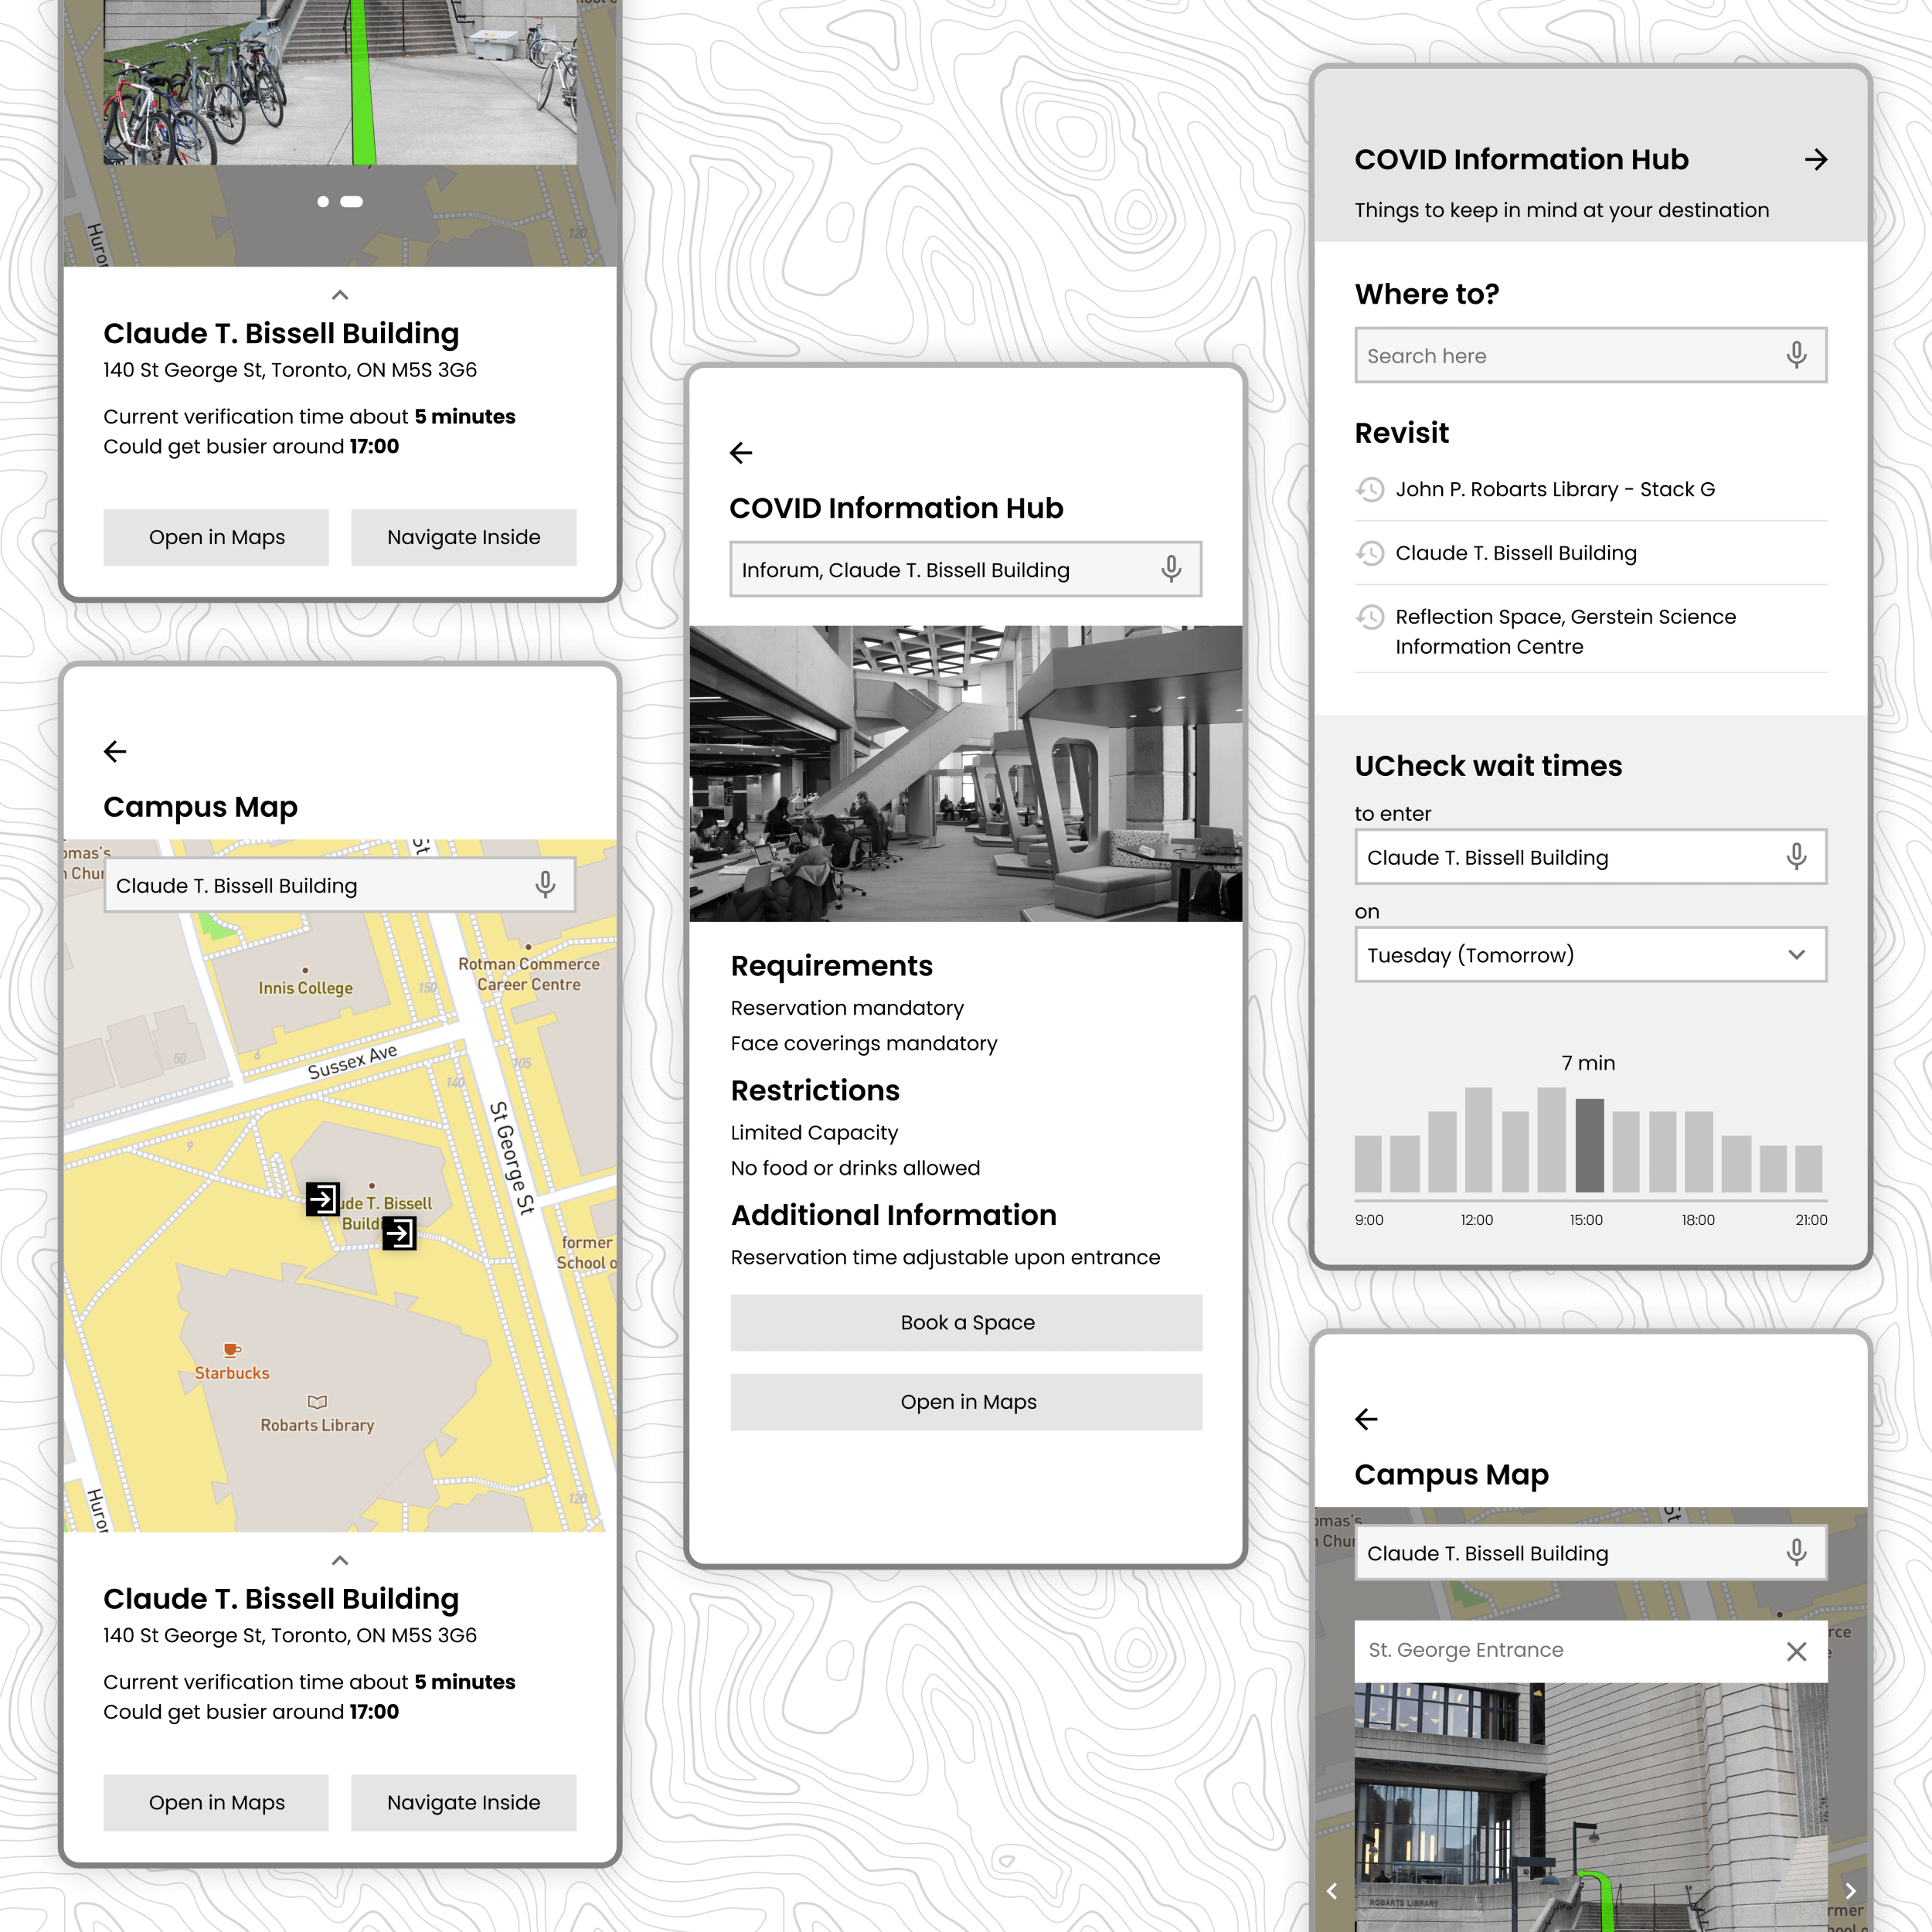 Huron
120
Claude T. Bissell Building
140 St George St, Toronto, ON M5S 3G6
Current verification time about 5 minutes
Could get busier around 17:00
Open in Maps
Navigate Inside
Campus Map
Claude T. Bissell Building
St
Innis College
Rotman Commerce
Career Centre
150
50
6
Sussex Ave
105
140
9
St George St
former
Starbucks
Robarts Library
Huron
120
Claude T. Bissell Building
140 St George St, Toronto, ON M5S 3G6
Current verification time about 5 minutes
Could get busier around 17:00
Open in Maps
Navigate Inside
COVID Information Hub
Inforum, Claude T. Bissell Building
Requirements
Reservation mandatory
Face coverings mandatory
Restrictions
Limited Capacity
No food or drinks allowed
Additional Information
Reservation time adjustable upon entrance
Book a Space
Open in Maps
COVID Information Hub
Things to keep in mind at your destination
Where to?
Search here
Revisit
John P. Robarts Library - Stack G
Claude T. Bissell Building
Reflection Space, Gerstein Science
Information Centre
UCheck wait times
to enter
Claude T. Bissell Building
on
Tuesday (Tomorrow)
7 min
9:00
12:00
15:00
18:00
21:00
Campus Map
Claude T. Bissell Building
St. George Entrance
ROBARTS LIBRARY